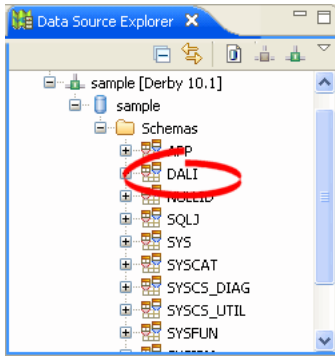 Data Source Explorer
sample [Derby 10.1]
sample
Schemas
APP
DALI
NULLID
SQLJ
SYS
SYSCAT
SYSCS_DIAG
SYSCS_UTIL
SYSFUN